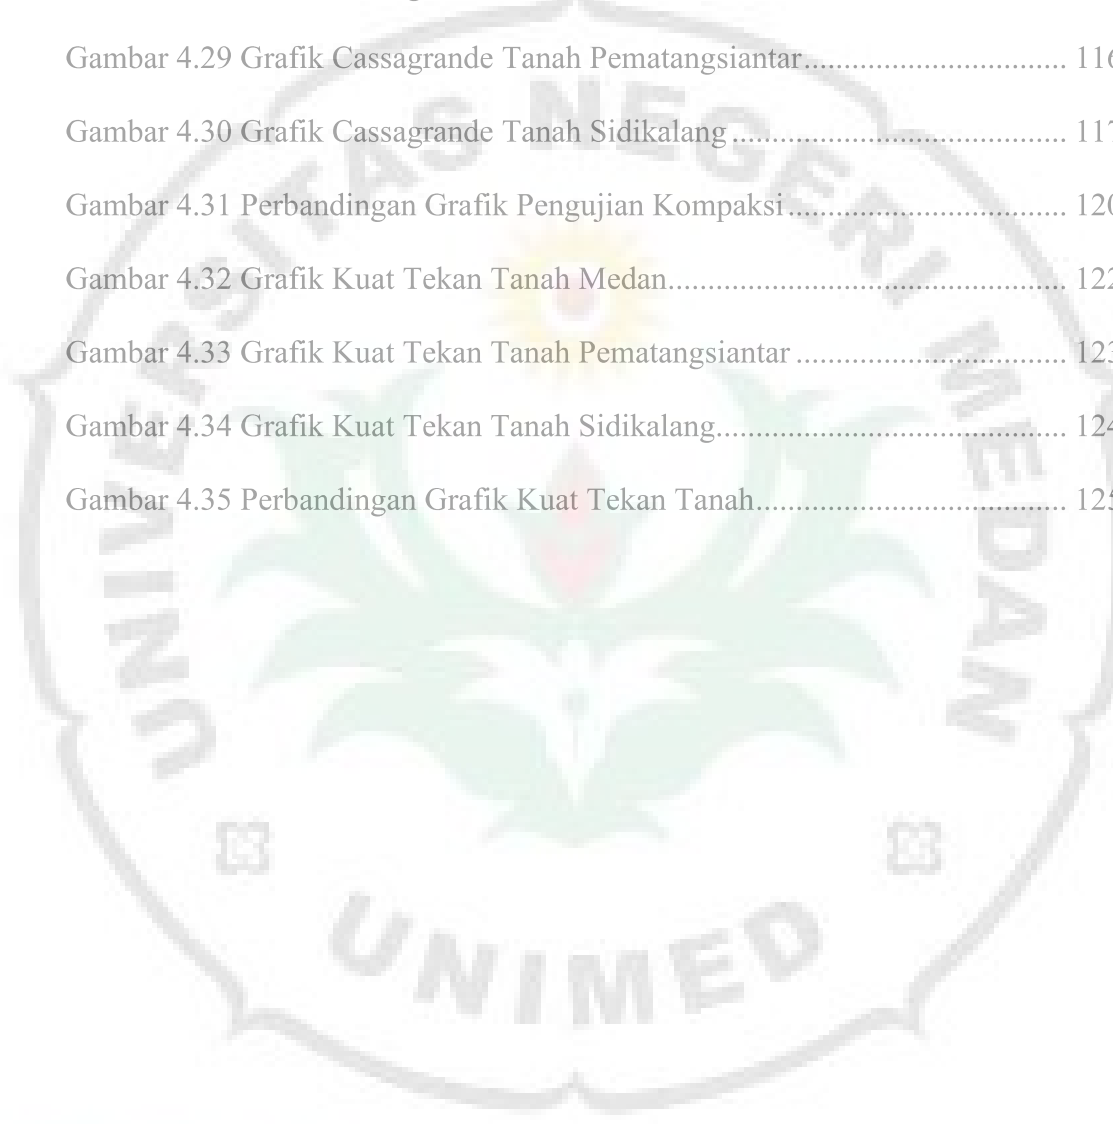 Gambar 4.29 Grafik Cassagrande Tanah Pematangsiantar............................... 116
Gambar 4.30 Grafik Cassagrande Tanah Sidikalang....................................... 117
Gambar 4.31 Perbandingan Grafik Pengujian Kompaksi................................. 120
Gambar 4.32 Grafik Kuat Tekan Tanah Medan............................................... 122
Gambar 4.33 Grafik Kuat Tekan Tanah Pematangsiantar................................ 123
Gambar 4.34 Grafik Kuat Tekan Tanah Sidikalang......................................... 124
Gambar 4.35 Perbandingan Grafik Kuat Tekan Tanah..................................... 125
UNIVERSITAS NEGERI MEDAN
UNIMED